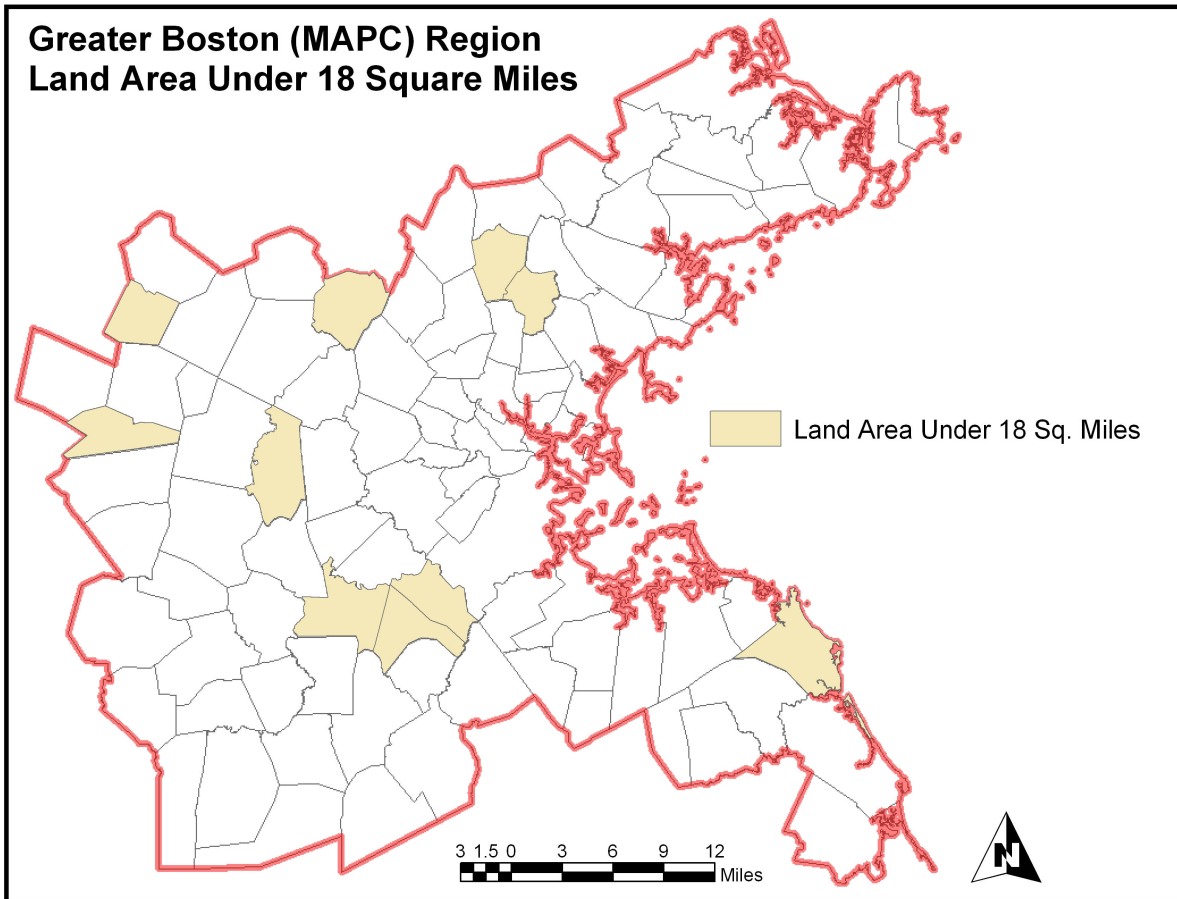 Greater Boston (MAPC) Region
Land Area Under 18 Square Miles
Land Area Under 18 Sq. Miles
3 1.5 0 3 6 9 12
Miles
N